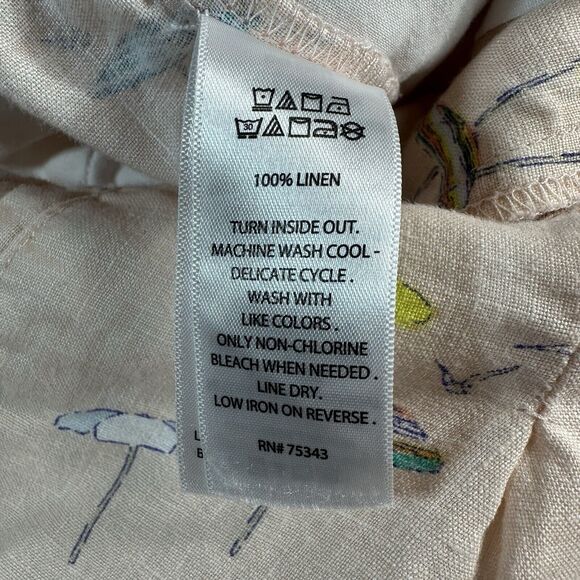 30
100% LINEN
TURN INSIDE OUT.
MACHINE WASH COOL -
DELICATE CYCLE .
WASH WITH
LIKE COLORS .
ONLY NON-CHLORINE
BLEACH WHEN NEEDED .
LINE DRY.
LOW IRON ON REVERSE .
RN# 75343